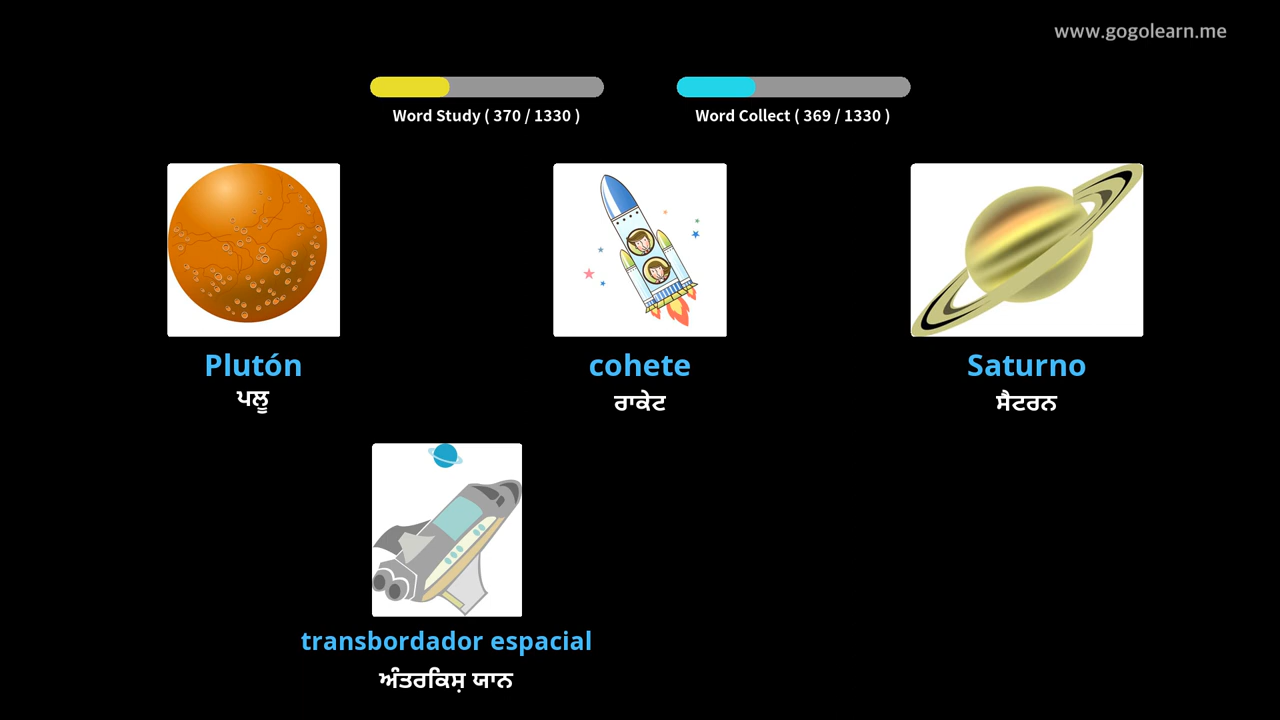 www.gogolearn.me
Word Study ( 370 / 1330 )
Word Collect ( 369 / 1330 )
Plutón
cohete
Saturno
ਪਲੂ
ਰਾਕੇਟ
ਸੈਟਰਨ
transbordador espacial
ਅੰਤਰਕਿਸ਼ ਯਾਨ